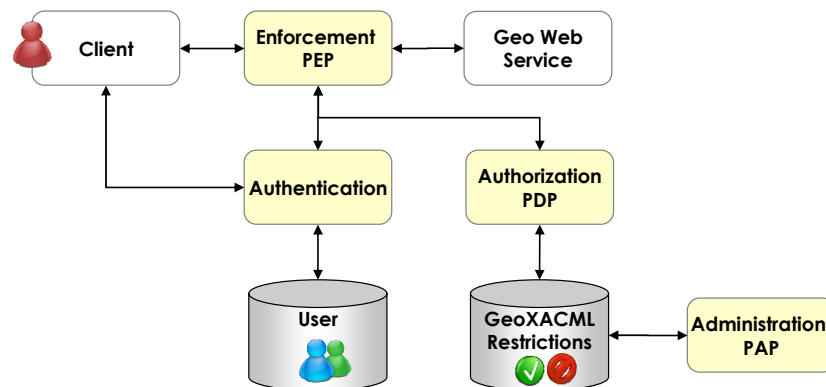 Client
Enforcement
PEP
Geo Web
Service
Authentication
Authorization
PDP
User
GeoXACML
Restrictions
Administration
PAP